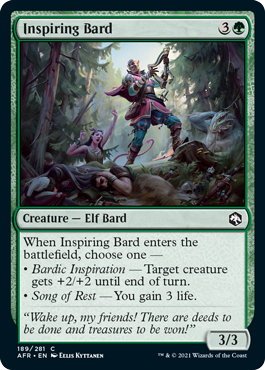 Inspiring Bard 3
Creature — Elf Bard
When Inspiring Bard enters the
battlefield, choose one —
• Bardic Inspiration — Target creature
gets +2/+2 until end of turn.
• Song of Rest — You gain 3 life.
“Wake up, my friends! There are deeds to
be done and treasures to be won!”
3/3
189/281 C
AFR • EN Eelis Kyttanen
™ & © 2021 Wizards of the Coast